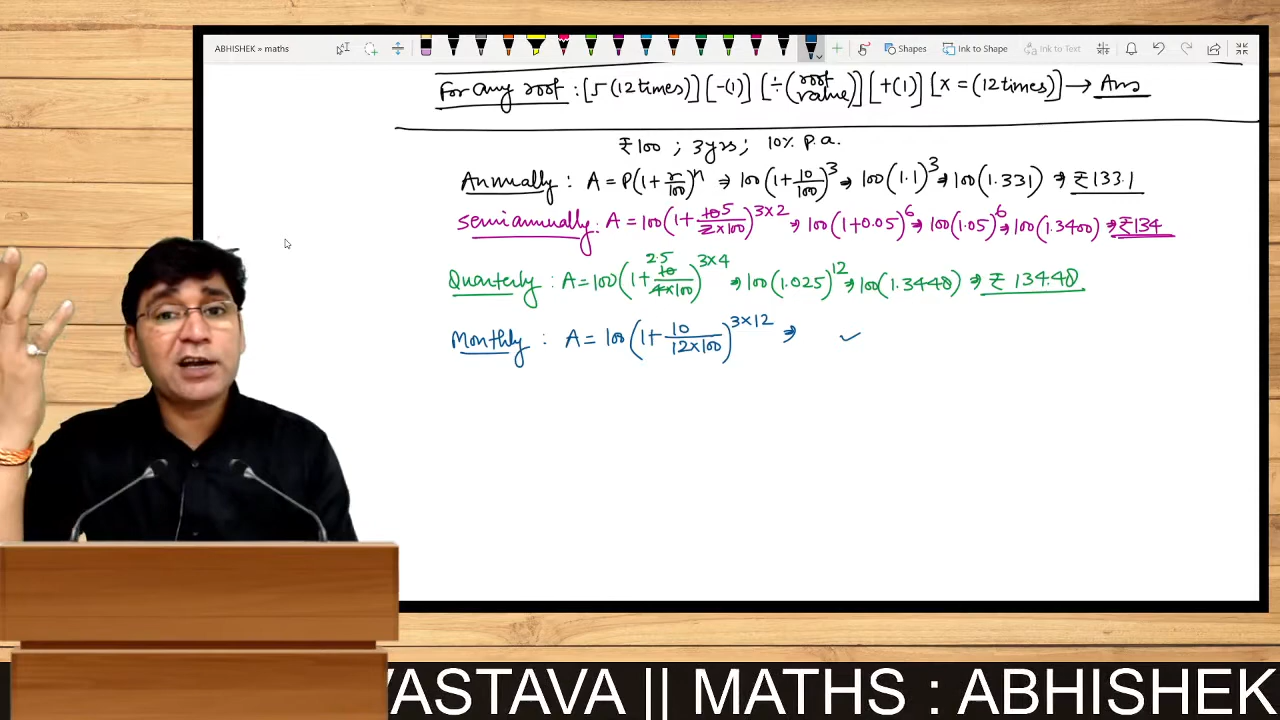 ABHISHEK » maths
Shapes
Ink to Shape
Ink to Text
For any root : [√ (12 times)] [-(1)] [÷ (root value)] [+(1)] [x = (12 times)] → Ans
₹100 ; 3yrs; 10% p.a.
Annually : A = P(1+r/100)^n ⇒ 100(1+10/100)^3 ⇒ 100(1.1)^3 ⇒ 100(1.331) ⇒ ₹133.1
Semiannually : A = 100(1+10 5/2×100)^3×2 ⇒ 100(1+0.05)^6 ⇒ 100(1.05)^6 ⇒ 100(1.3400) ⇒ ₹134
Quarterly : A = 100(1+2.5 10/4×100)^3×4 ⇒ 100(1.025)^12 ⇒ 100(1.3448) ⇒ ₹ 134.48
Monthly : A = 100(1+10/12×100)^3×12 ⇒ ✓
VASTAVA || MATHS : ABHISHEK